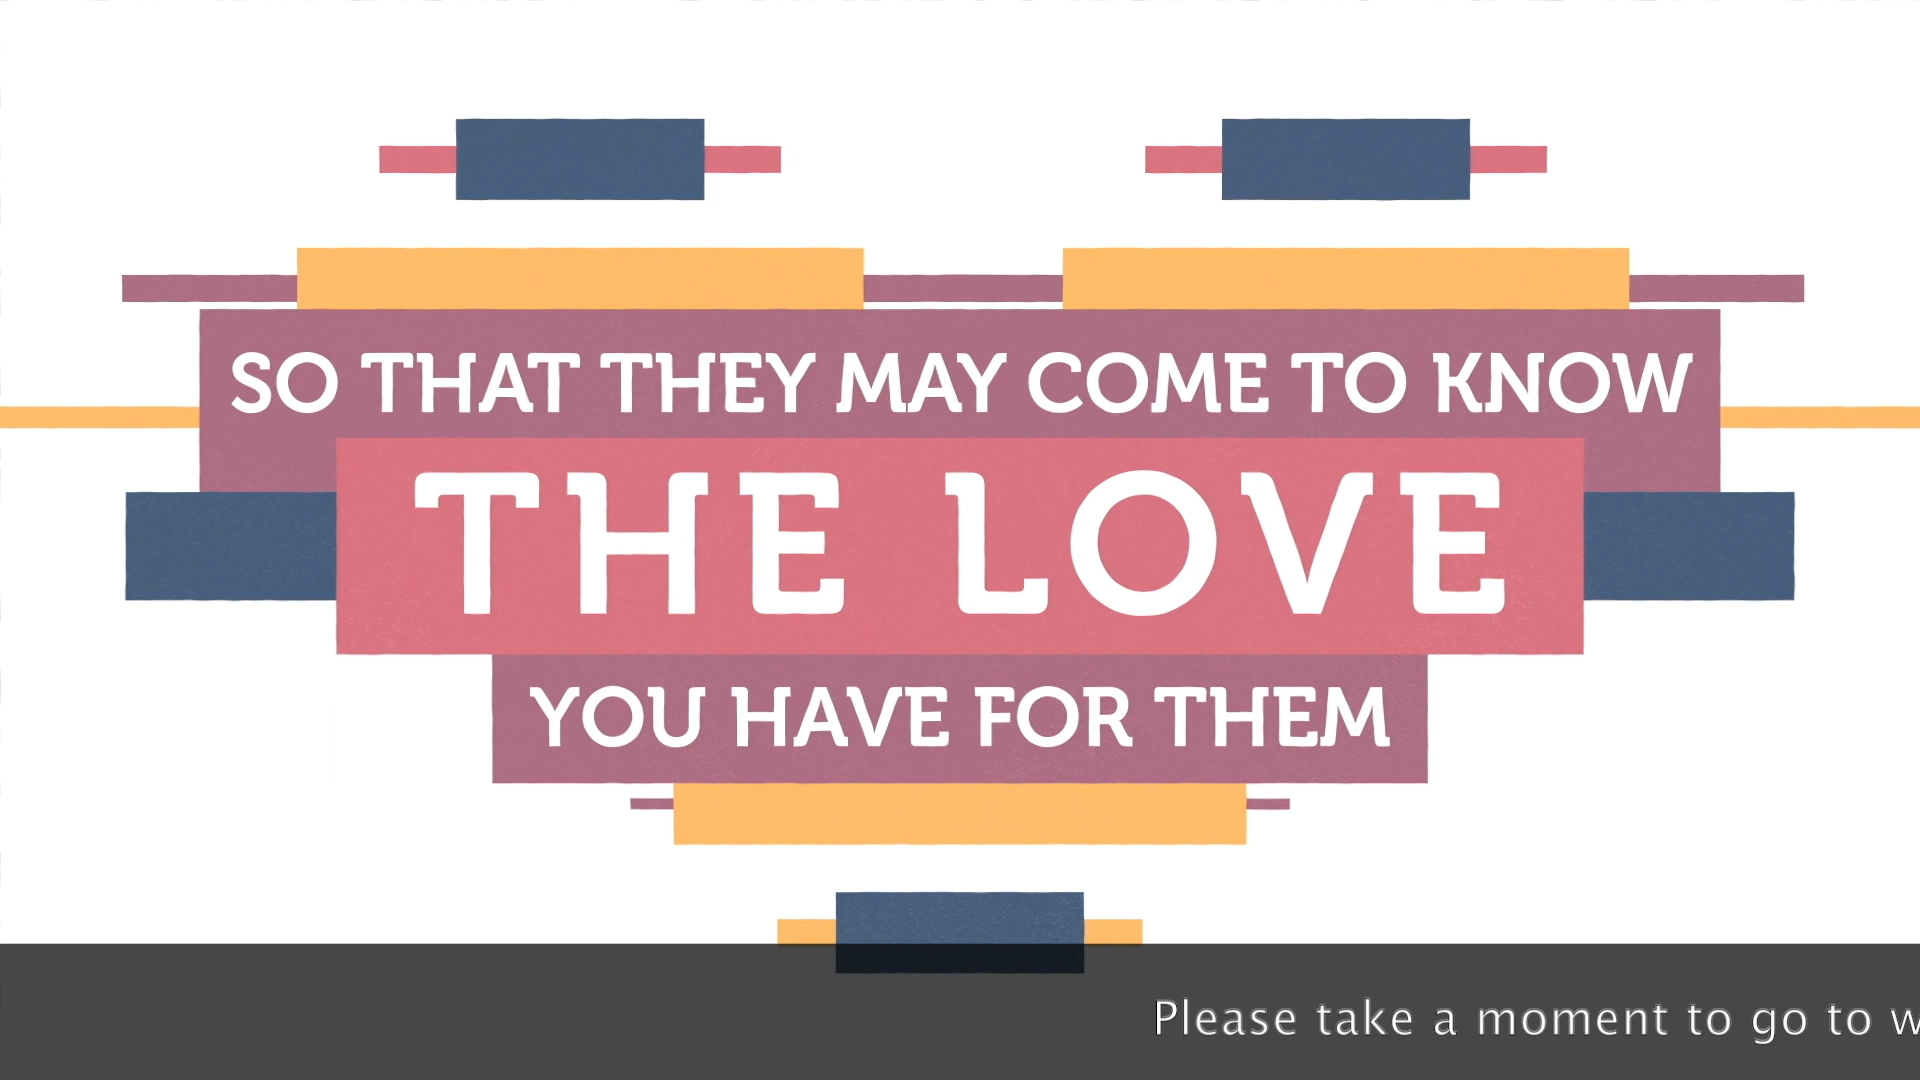 SO THAT THEY MAY COME TO KNOW
THE LOVE
YOU HAVE FOR THEM
Please take a moment to go to